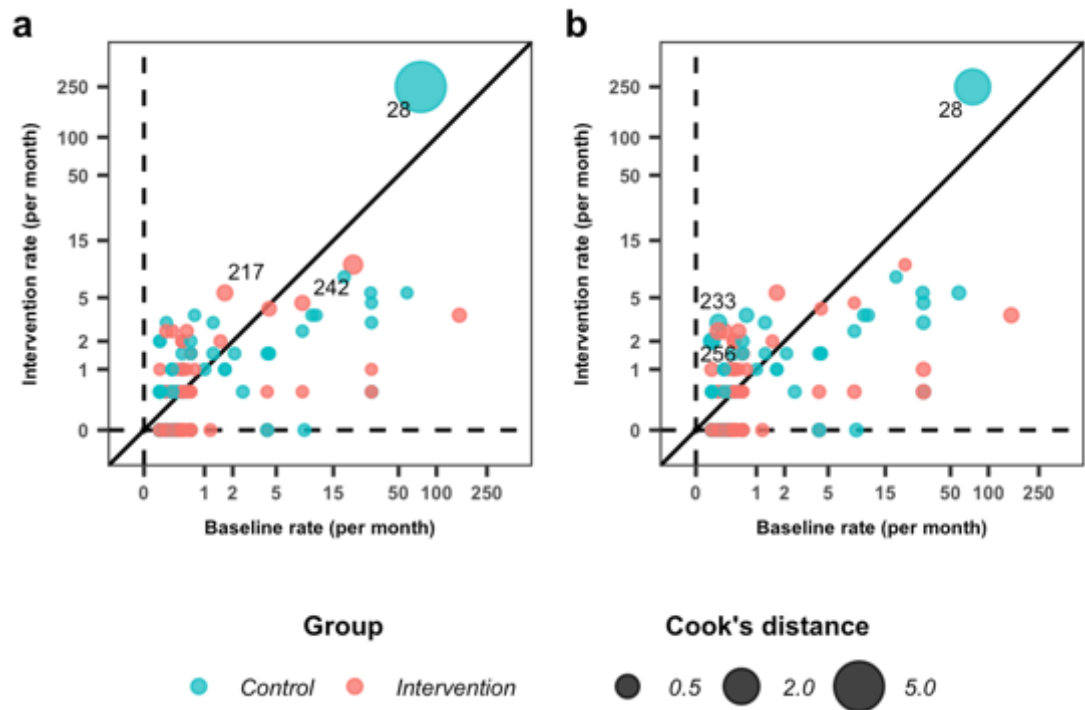 a
Intervention rate (per month)
250
100
50
15
5
2
1
0
28
217
242
0 1 2 5 15 50 100 250
Baseline rate (per month)
b
Intervention rate (per month)
250
100
50
15
5
2
1
0
28
233
256
0 1 2 5 15 50 100 250
Baseline rate (per month)
Group
Control Intervention
Cook's distance
0.5 2.0 5.0